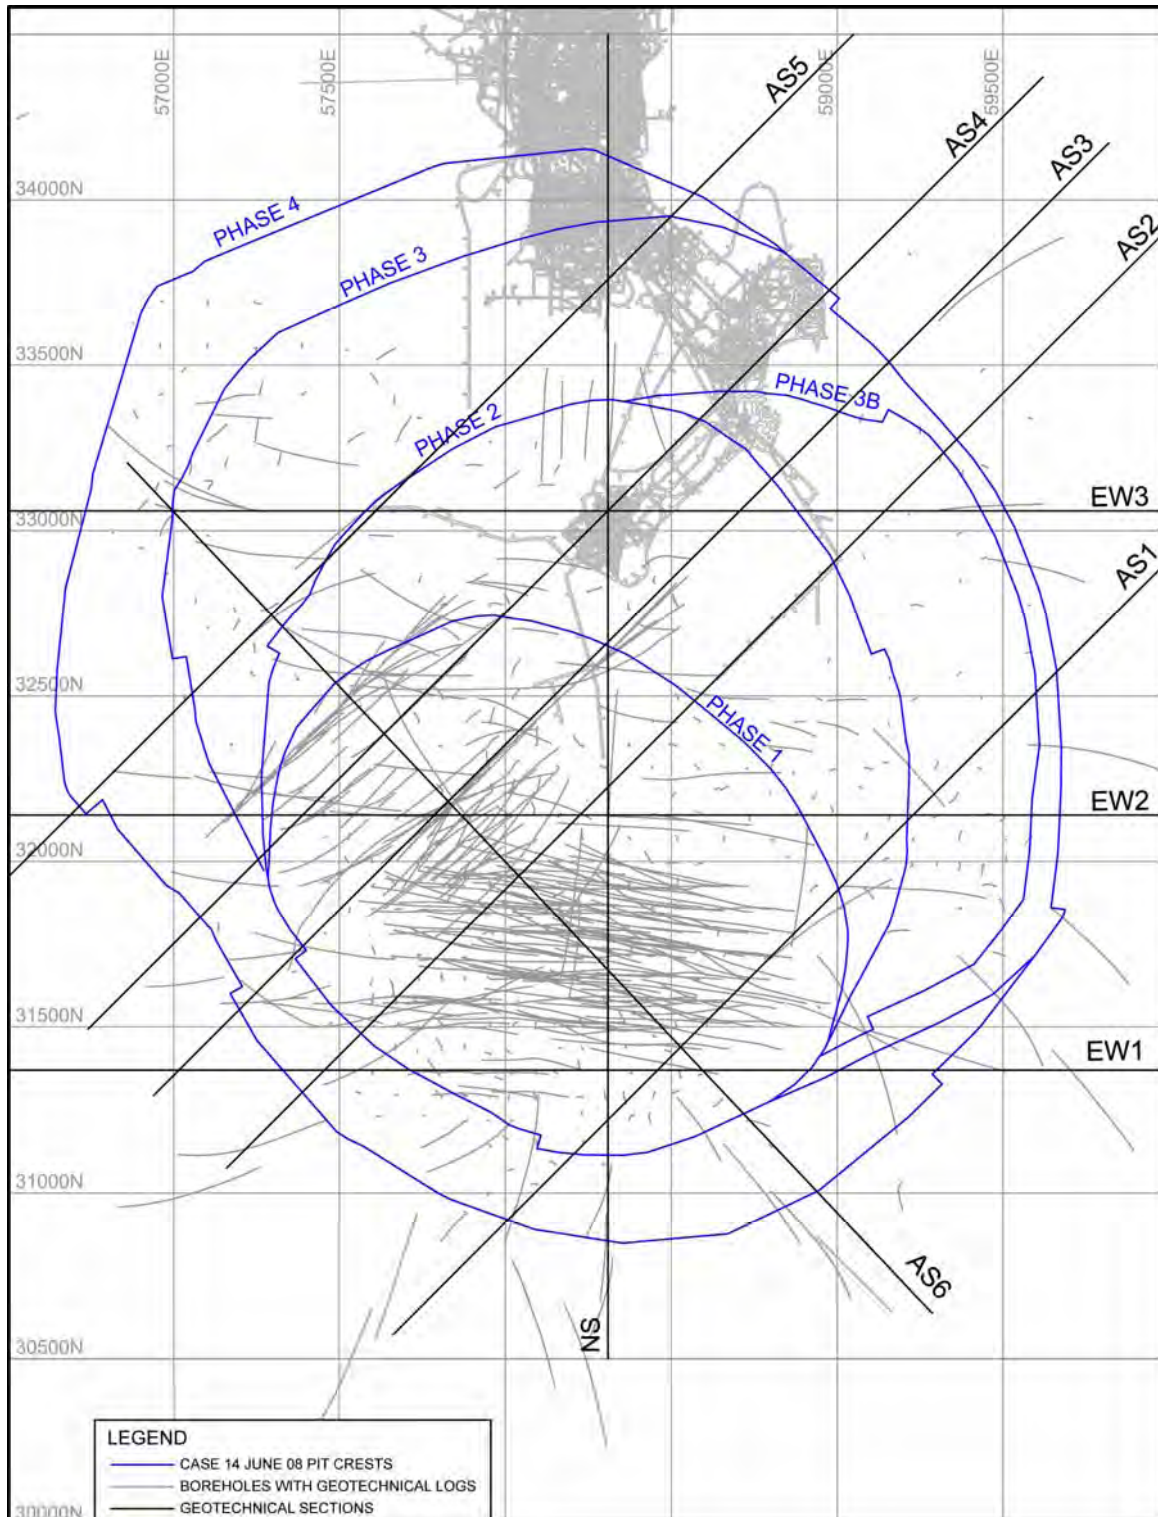 57000E
57500E
59000E
59500E
AS5
AS4
AS3
AS2
34000N
PHASE 4
PHASE 3
33500N
PHASE 3B
PHASE 2
EW3
33000N
AS1
32500N
PHASE 1
EW2
32000N
31500N
EW1
31000N
AS6
NS
30500N
LEGEND
CASE 14 JUNE 08 PIT CRESTS
BOREHOLES WITH GEOTECHNICAL LOGS
GEOTECHNICAL SECTIONS
30000N